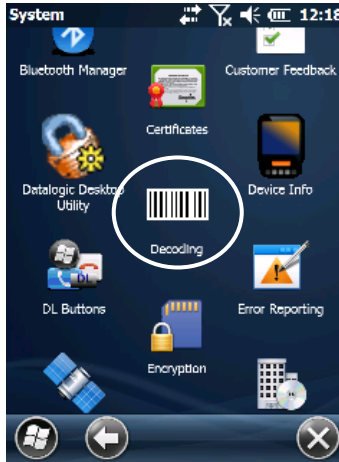 System 12:18
Bluetooth Manager
Customer Feedback
Certificates
Datalogic Desktop
Utility
Device Info
Decoding
DL Buttons
DL
Error Reporting
Encryption